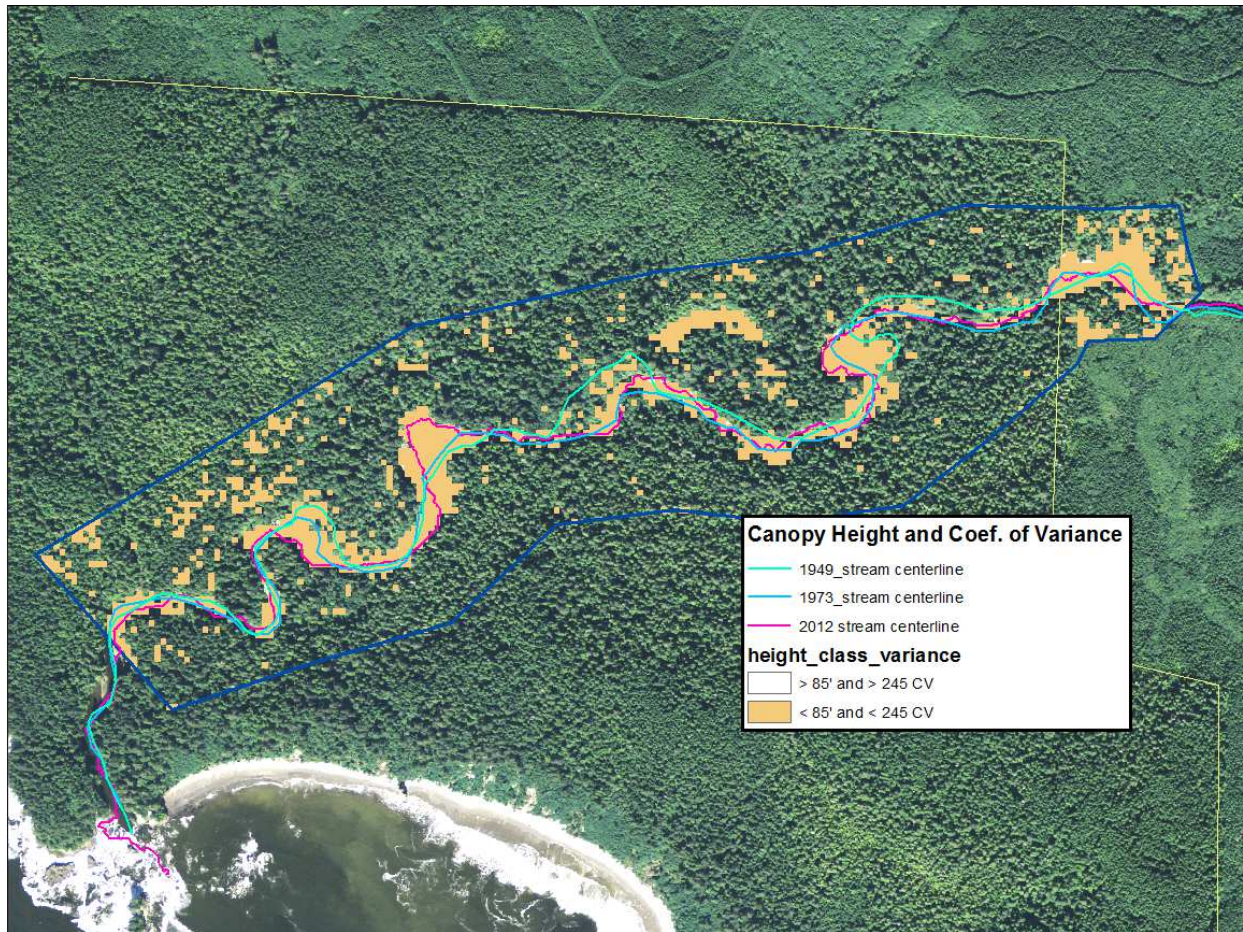 Canopy Height and Coef. of Variance
1949_stream centerline
1973_stream centerline
2012 stream centerline
height_class_variance
> 85' and > 245 CV
< 85' and < 245 CV